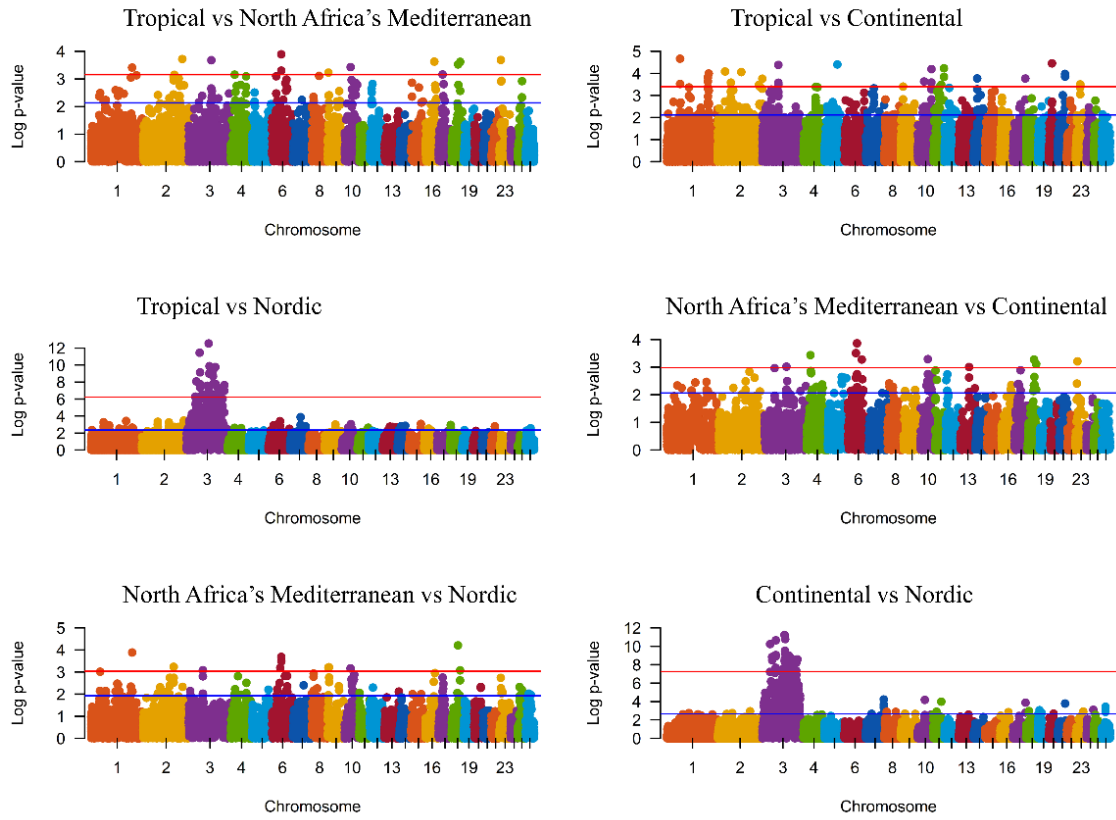 Tropical vs North Africa's Mediterranean
Log p-value
4
3
2
1
0
1 2 3 4 6 8 10 13 16 19 23
Chromosome
Tropical vs Continental
Log p-value
5
4
3
2
1
0
1 2 3 4 6 8 10 13 16 19 23
Chromosome
Tropical vs Nordic
Log p-value
12
10
8
6
4
2
0
1 2 3 4 6 8 10 13 16 19 23
Chromosome
North Africa's Mediterranean vs Continental
Log p-value
4
3
2
1
0
1 2 3 4 6 8 10 13 16 19 23
Chromosome
North Africa's Mediterranean vs Nordic
Log p-value
5
4
3
2
1
0
1 2 3 4 6 8 10 13 16 19 23
Chromosome
Continental vs Nordic
Log p-value
12
10
8
6
4
2
0
1 2 3 4 6 8 10 13 16 19 23
Chromosome